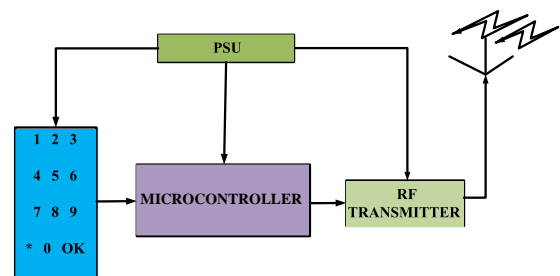 PSU
1 2 3
4 5 6
7 8 9
* 0 OK
MICROCONTROLLER
RF
TRANSMITTER